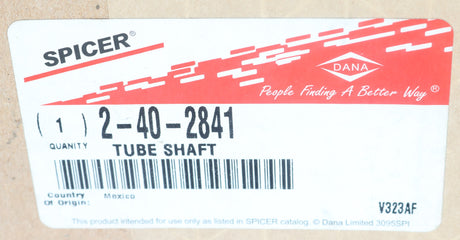 SPICER®
DANA
People Finding A Better Way®
( 1 ) 2-40-2841
QUANTITY TUBE SHAFT
Country Of Origin: Mexico
V323AF
This product intended for use only as shown in SPICER catalog. © Dana Limited 3095SPI